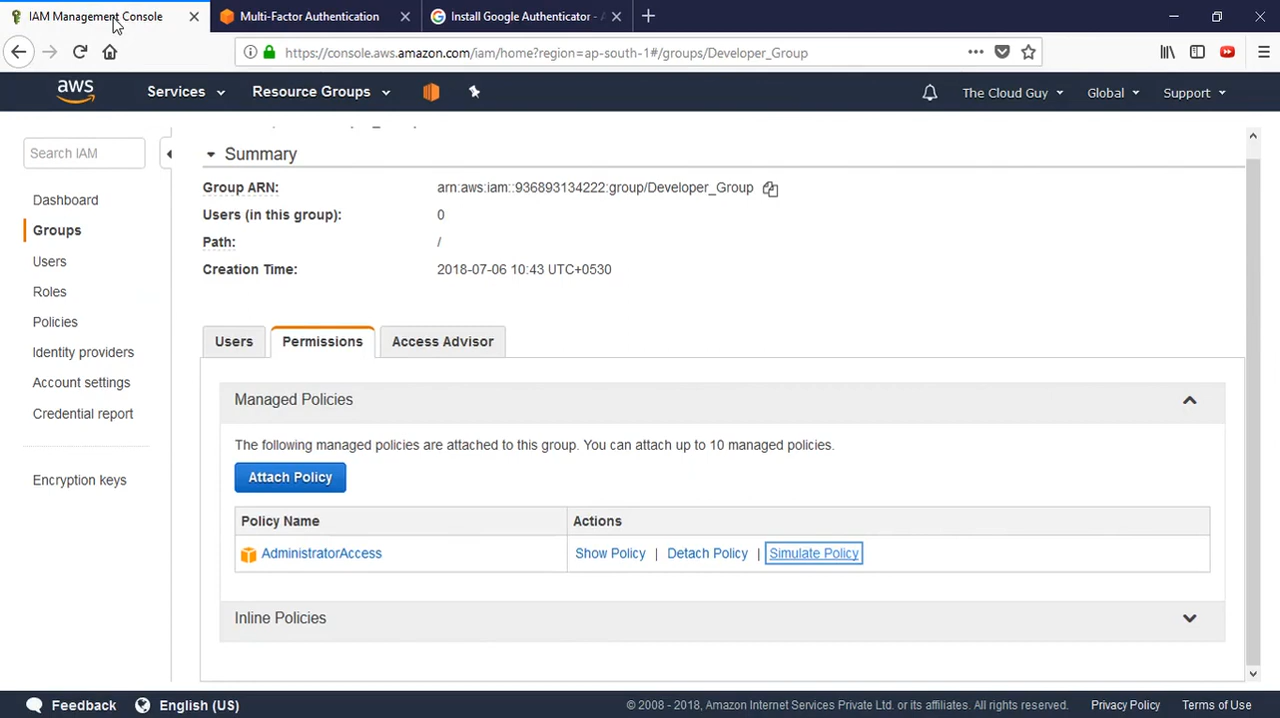 IAM Management Console
Multi-Factor Authentication
Install Google Authenticator -
https://console.aws.amazon.com/iam/home?region=ap-south-1#/groups/Developer_Group
aws
Services
Resource Groups
The Cloud Guy
Global
Support
Search IAM
Dashboard
Groups
Users
Roles
Policies
Identity providers
Account settings
Credential report
Encryption keys
Summary
Group ARN: arn:aws:iam::936893134222:group/Developer_Group
Users (in this group): 0
Path: /
Creation Time: 2018-07-06 10:43 UTC+0530
Users
Permissions
Access Advisor
Managed Policies
The following managed policies are attached to this group. You can attach up to 10 managed policies.
Attach Policy
Policy Name Actions
AdministratorAccess Show Policy | Detach Policy | Simulate Policy
Inline Policies
Feedback
English (US)
© 2008 - 2018, Amazon Internet Services Private Ltd. or its affiliates. All rights reserved.
Privacy Policy
Terms of Use